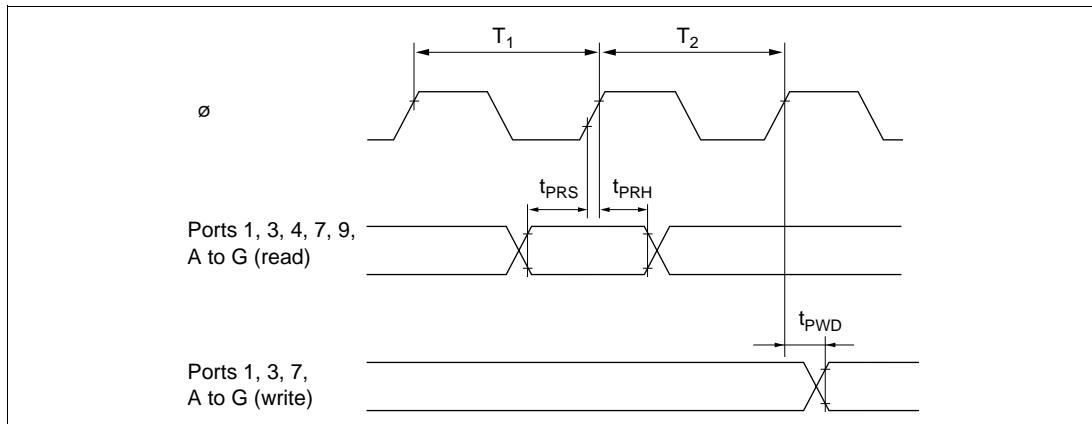 T1
T2
ø
tPRS
tPRH
Ports 1, 3, 4, 7, 9,
A to G (read)
tPWD
Ports 1, 3, 7,
A to G (write)